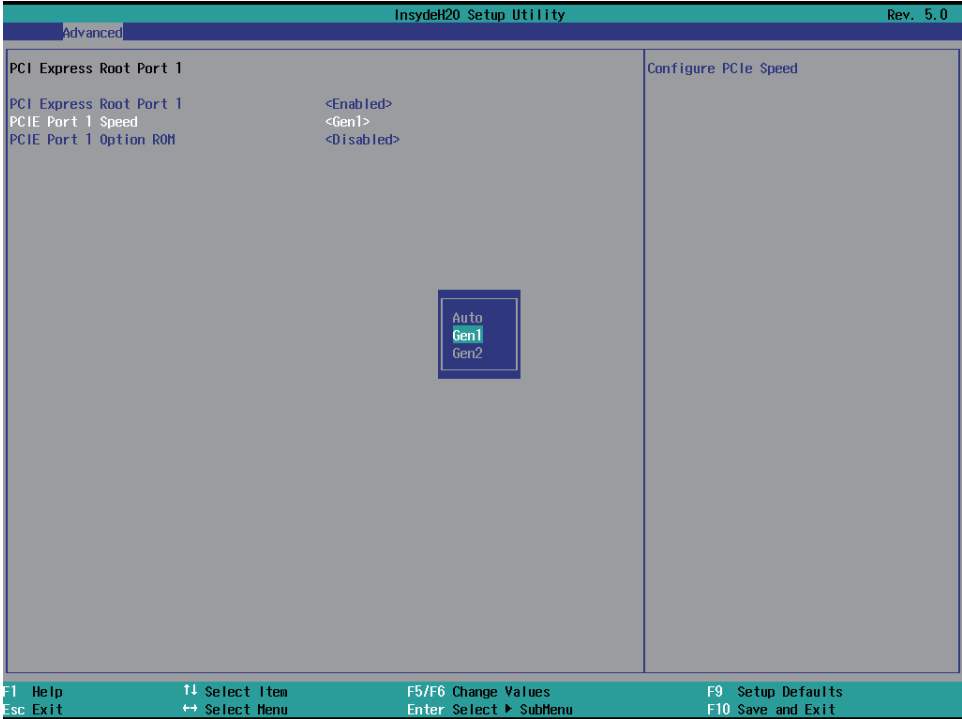 InsydeH20 Setup Utility Rev. 5.0
Advanced
PCI Express Root Port 1
Configure PCIe Speed
PCI Express Root Port 1 <Enabled>
PCIE Port 1 Speed <Gen1>
PCIE Port 1 Option ROM <Disabled>
Auto
Gen1
Gen2
F1 Help ↑↓ Select Item F5/F6 Change Values F9 Setup Defaults
Esc Exit ↔ Select Menu Enter Select ▶ SubMenu F10 Save and Exit